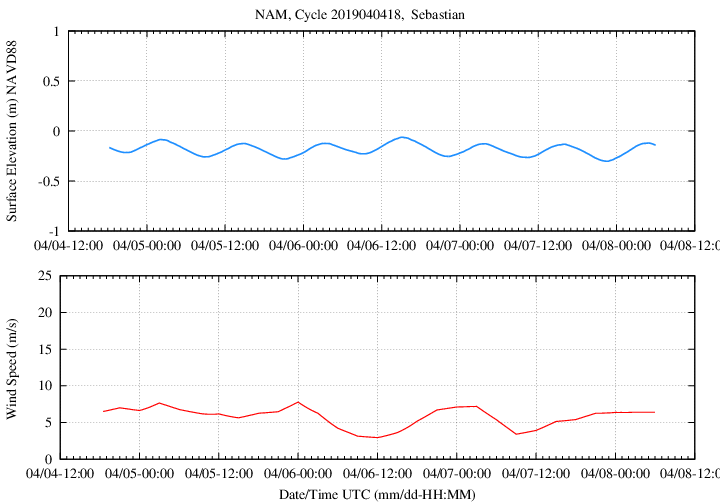 NAM, Cycle 2019040418, Sebastian
1
0.5
0
-0.5
-1
Surface Elevation (m) NAVD88
04/04-12:00 04/05-00:00 04/05-12:00 04/06-00:00 04/06-12:00 04/07-00:00 04/07-12:00 04/08-00:00 04/08-12:0
25
20
15
10
5
0
Wind Speed (m/s)
04/04-12:00 04/05-00:00 04/05-12:00 04/06-00:00 04/06-12:00 04/07-00:00 04/07-12:00 04/08-00:00 04/08-12:0
Date/Time UTC (mm/dd-HH:MM)